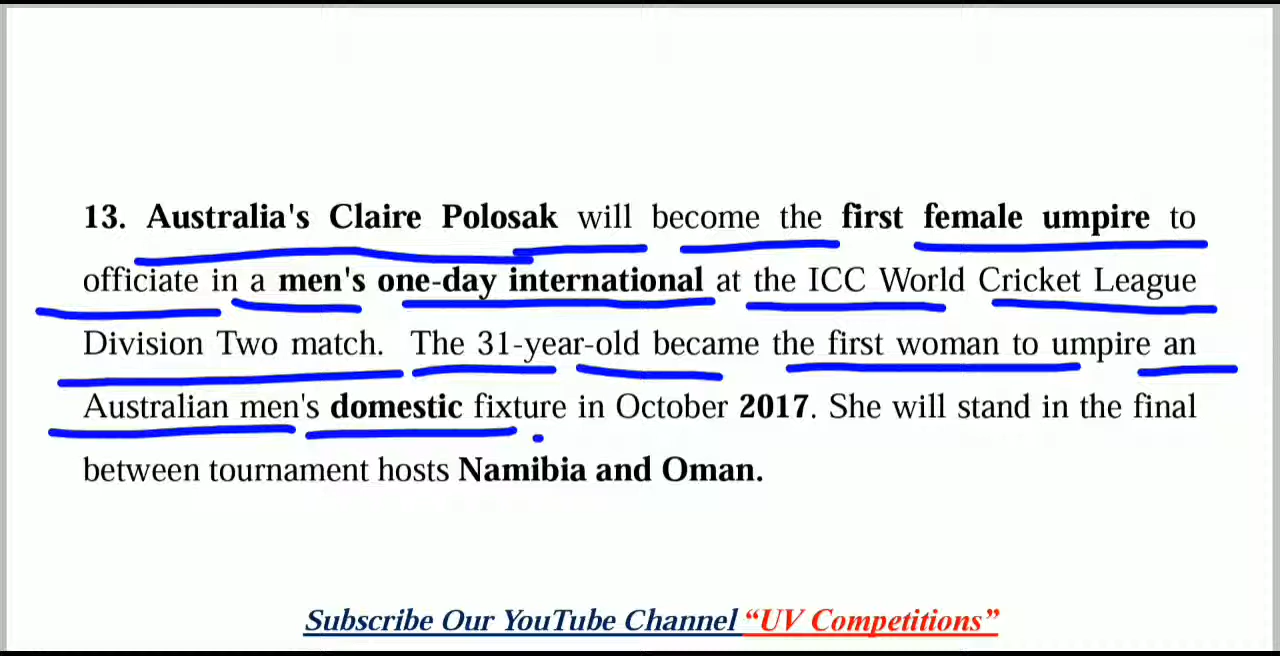 13. Australia's Claire Polosak will become the first female umpire to
officiate in a men's one-day international at the ICC World Cricket League
Division Two match. The 31-year-old became the first woman to umpire an
Australian men's domestic fixture in October 2017. She will stand in the final
between tournament hosts Namibia and Oman.
Subscribe Our YouTube Channel “UV Competitions”